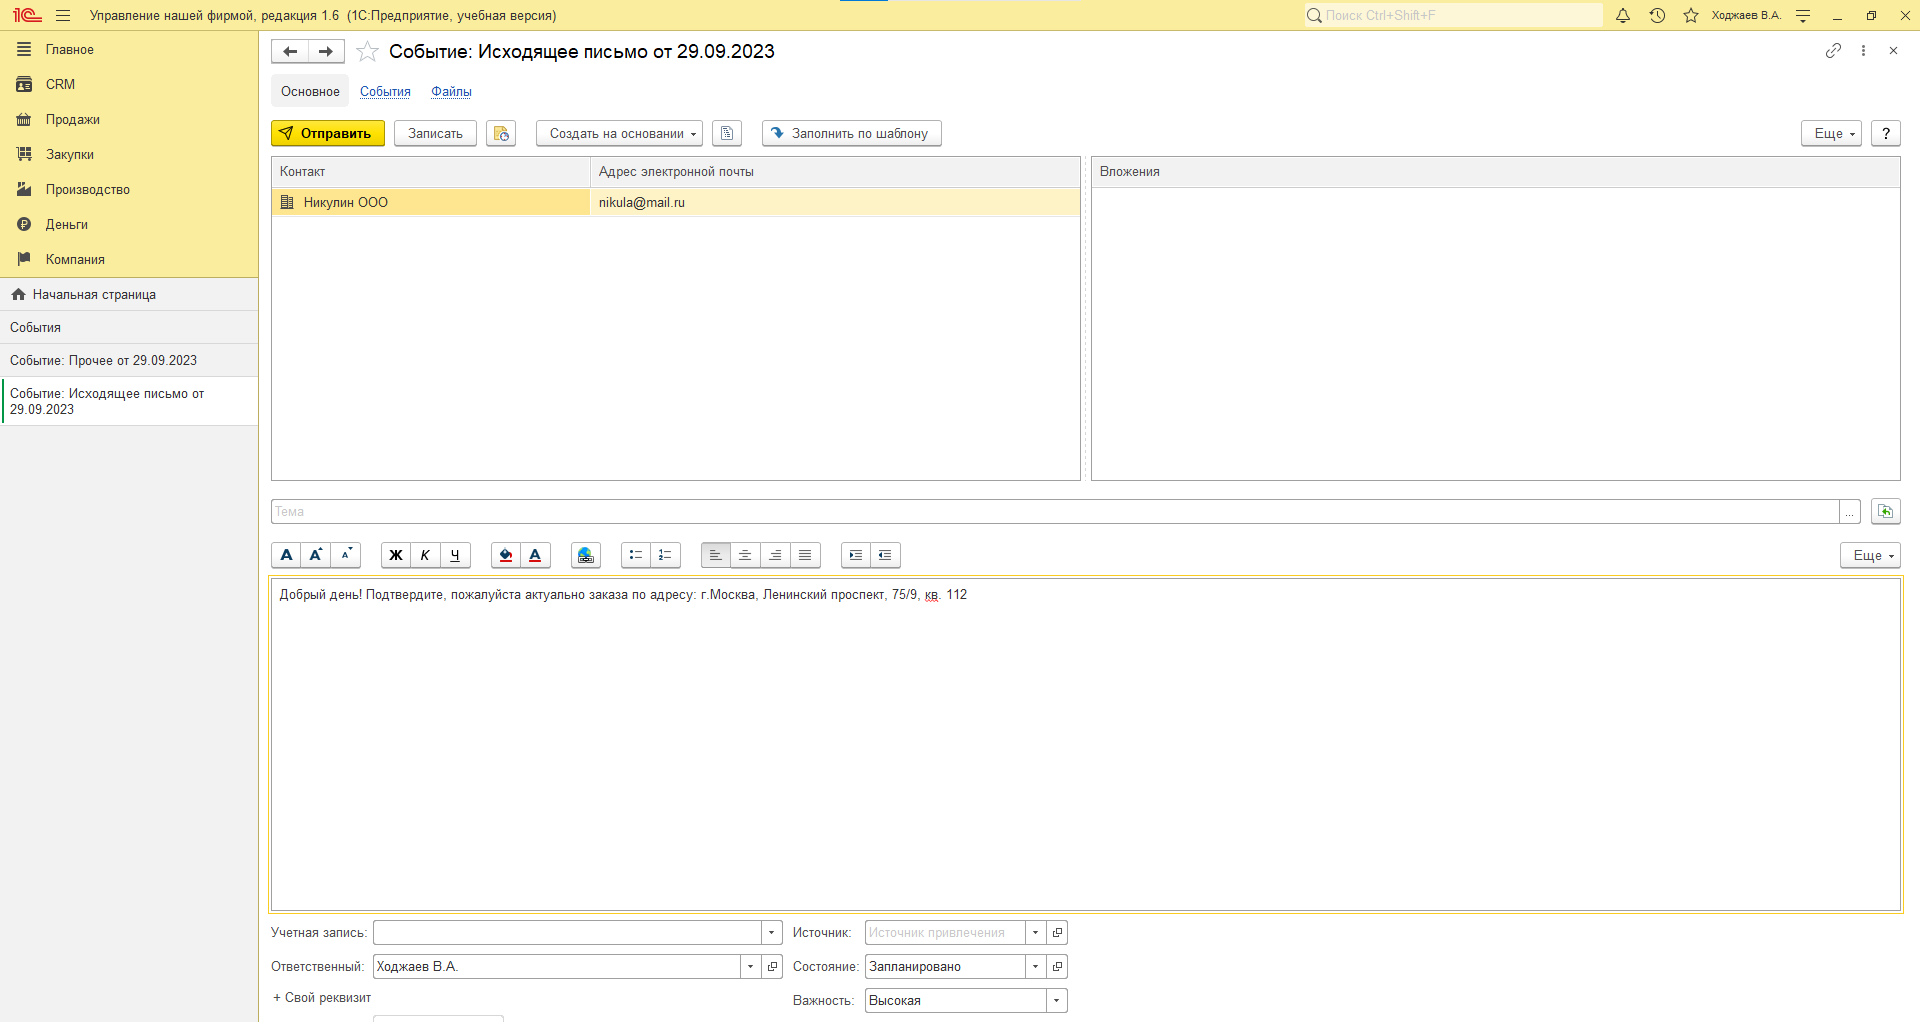 1С Управление нашей фирмой, редакция 1.6 (1С:Предприятие, учебная версия) Поиск Ctrl+Shift+F Ходжаев В.А.
Главное
CRM
Продажи
Закупки
Производство
Деньги
Компания
Начальная страница
События
Событие: Прочее от 29.09.2023
Событие: Исходящее письмо от
29.09.2023
Событие: Исходящее письмо от 29.09.2023
Основное События Файлы
Отправить Записать Создать на основании Заполнить по шаблону Еще ?
Контакт Адрес электронной почты Вложения
Никулин ООО nikula@mail.ru
Тема ...
А А А Ж К Ч А Еще
Добрый день! Подтвердите, пожалуйста актуально заказа по адресу: г.Москва, Ленинский проспект, 75/9, кв. 112
Учетная запись: Источник: Источник привлечения
Ответственный: Ходжаев В.А. Состояние: Запланировано
+ Свой реквизит Важность: Высокая